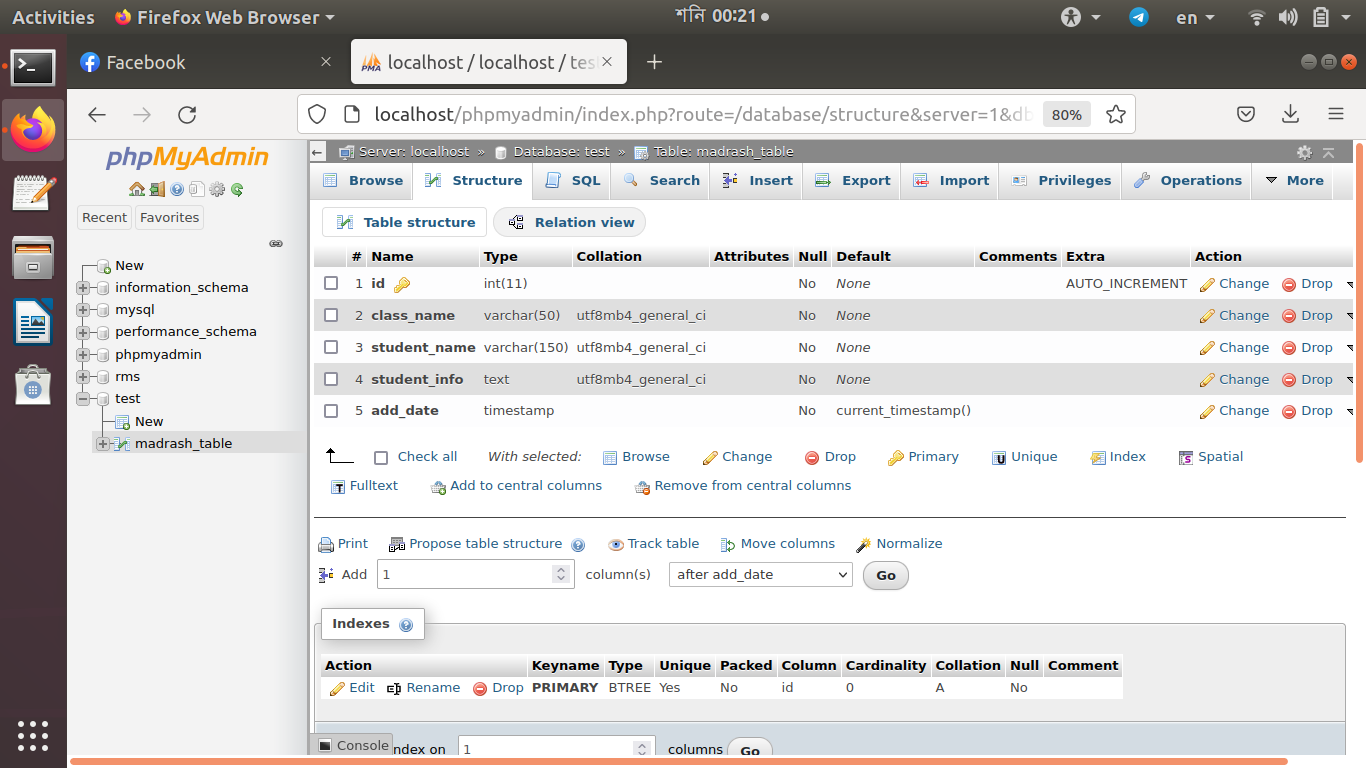 Activities Firefox Web Browser শনি 00:21 en
Facebook localhost / localhost / tes
localhost/phpmyadmin/index.php?route=/database/structure&server=1&db 80%
phpMyAdmin
Recent Favorites
New
information_schema
mysql
performance_schema
phpmyadmin
rms
test
New
madrash_table
Server: localhost » Database: test » Table: madrash_table
Browse Structure SQL Search Insert Export Import Privileges Operations More
Table structure Relation view
# Name Type Collation Attributes Null Default Comments Extra Action
1 id int(11) No None AUTO_INCREMENT Change Drop
2 class_name varchar(50) utf8mb4_general_ci No None Change Drop
3 student_name varchar(150) utf8mb4_general_ci No None Change Drop
4 student_info text utf8mb4_general_ci No None Change Drop
5 add_date timestamp No current_timestamp() Change Drop
Check all With selected: Browse Change Drop Primary Unique Index Spatial
Fulltext Add to central columns Remove from central columns
Print Propose table structure Track table Move columns Normalize
Add 1 column(s) after add_date Go
Indexes
Action Keyname Type Unique Packed Column Cardinality Collation Null Comment
Edit Rename Drop PRIMARY BTREE Yes No id 0 A No
Console ndex on 1 columns Go